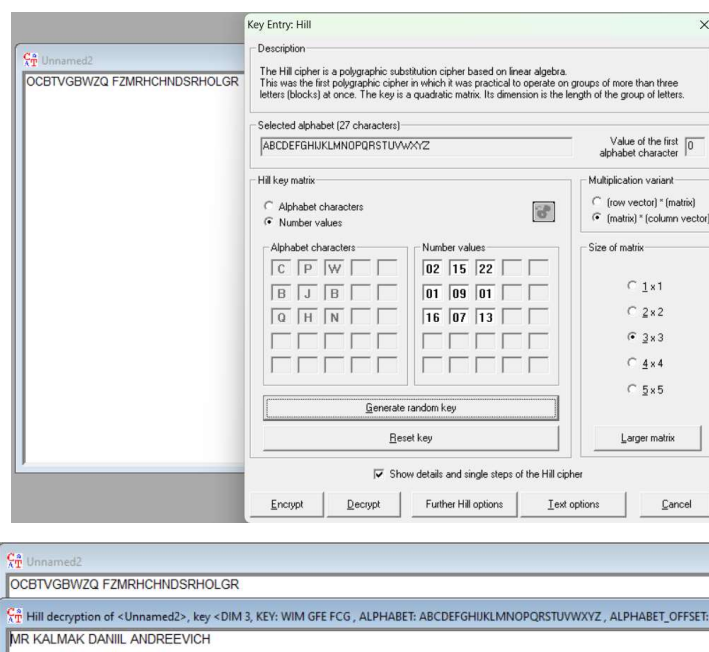 Key Entry: Hill
Unnamed2
OCBTVGBWZQ FZMRHCHNDSRHOLGR
Description
The Hill cipher is a polygraphic substitution cipher based on linear algebra.
This was the first polygraphic cipher in which it was practical to operate on groups of more than three
letters (blocks) at once. The key is a quadratic matrix. Its dimension is the length of the group of letters.
Selected alphabet (27 characters)
ABCDEFGHIJKLMNOPQRSTUVWXYZ
Value of the first
alphabet character 0
Hill key matrix
Alphabet characters
Number values
Alphabet characters
C P W
B J B
Q H N
Number values
02 15 22
01 09 01
16 07 13
Multiplication variant
(row vector) * (matrix)
(matrix) * (column vector)
Size of matrix
1 x 1
2 x 2
3 x 3
4 x 4
5 x 5
Generate random key
Reset key
Larger matrix
Show details and single steps of the Hill cipher
Encrypt Decrypt Further Hill options Text options Cancel
Unnamed2
OCBTVGBWZQ FZMRHCHNDSRHOLGR
Hill decryption of <Unnamed2>, key <DIM 3, KEY: WIM GFE FCG , ALPHABET: ABCDEFGHIJKLMNOPQRSTUVWXYZ , ALPHABET_OFFSET:
MR KALMAK DANIIL ANDREEVICH